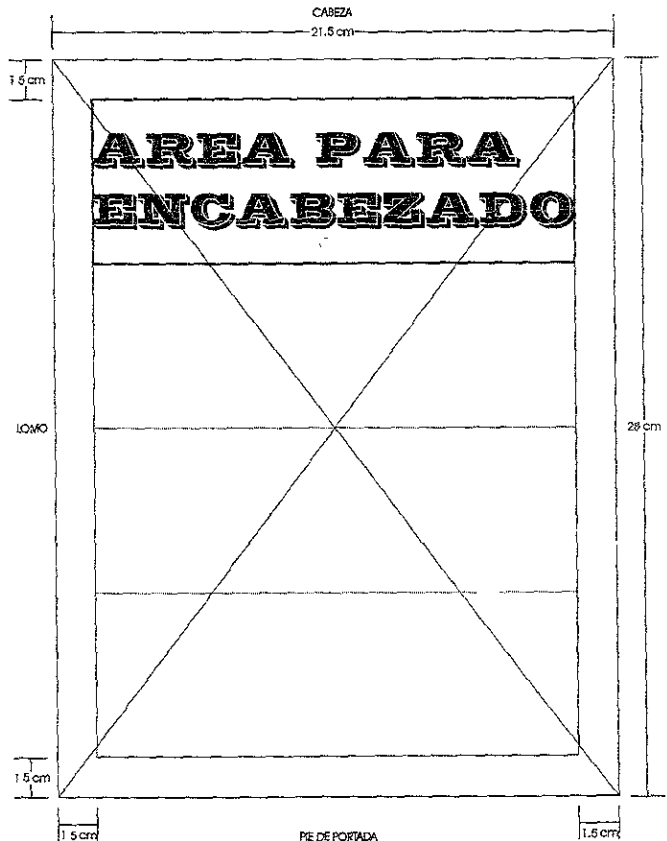 CABEZA
21.5 cm
1 5 cm
AREA PARA
ENCABEZADO
LOMO
28 cm
1 5 cm
1 5 cm
PIE DE PORTADA
1.5 cm